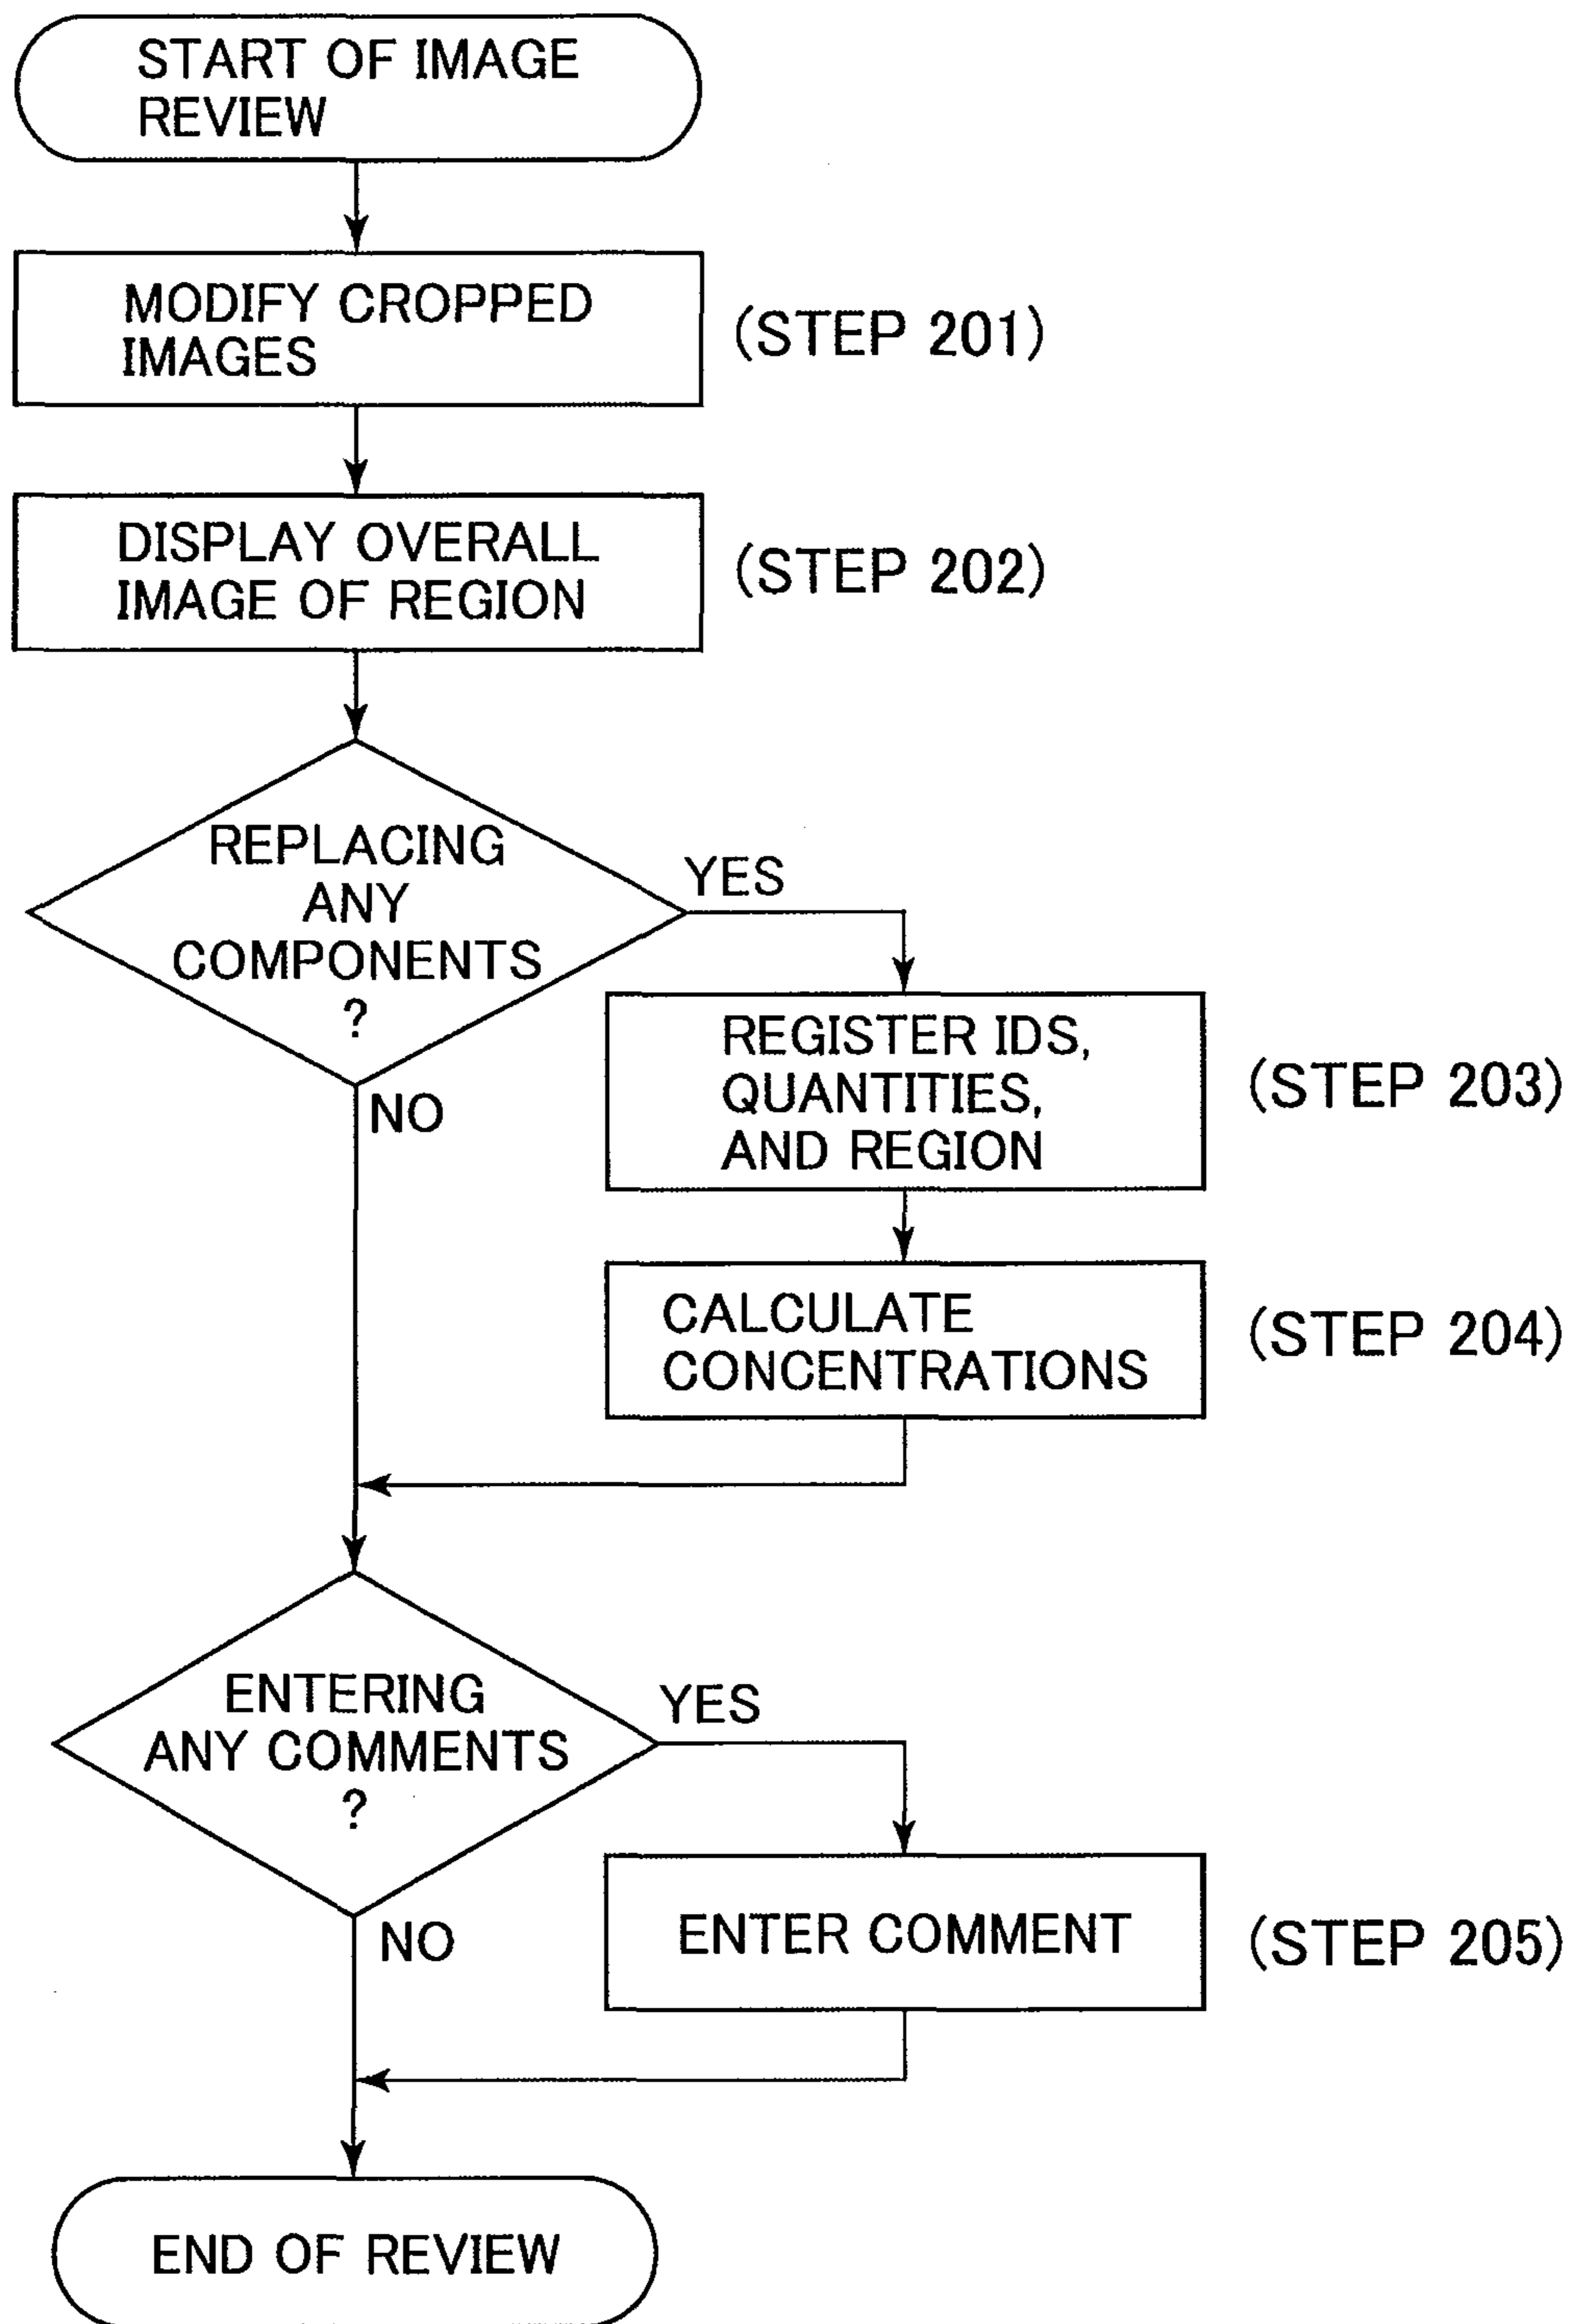 START OF IMAGE
REVIEW
MODIFY CROPPED
IMAGES
(STEP 201)
DISPLAY OVERALL
IMAGE OF REGION
(STEP 202)
REPLACING
ANY
COMPONENTS
?
YES
NO
REGISTER IDS,
QUANTITIES,
AND REGION
(STEP 203)
CALCULATE
CONCENTRATIONS
(STEP 204)
ENTERING
ANY COMMENTS
?
YES
NO
ENTER COMMENT
(STEP 205)
END OF REVIEW